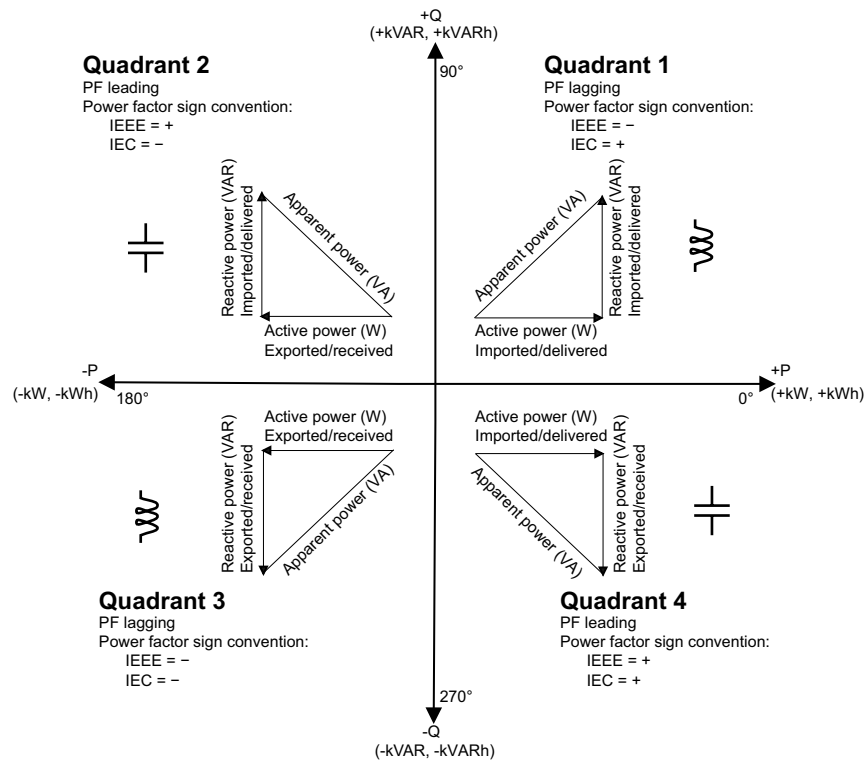 +Q
(+kVAR, +kVARh)
90°
Quadrant 2
PF leading
Power factor sign convention:
IEEE = +
IEC = −
Reactive power (VAR)
Imported/delivered
Apparent power (VA)
Active power (W)
Exported/received
Quadrant 1
PF lagging
Power factor sign convention:
IEEE = −
IEC = +
Apparent power (VA)
Reactive power (VAR)
Imported/delivered
Active power (W)
Imported/delivered
-P
(-kW, -kWh)
180°
0°
+P
(+kW, +kWh)
Active power (W)
Exported/received
Reactive power (VAR)
Exported/received
Apparent power (VA)
Quadrant 3
PF lagging
Power factor sign convention:
IEEE = −
IEC = −
Active power (W)
Imported/delivered
Apparent power (VA)
Reactive power (VAR)
Exported/received
Quadrant 4
PF leading
Power factor sign convention:
IEEE = +
IEC = +
270°
-Q
(-kVAR, -kVARh)